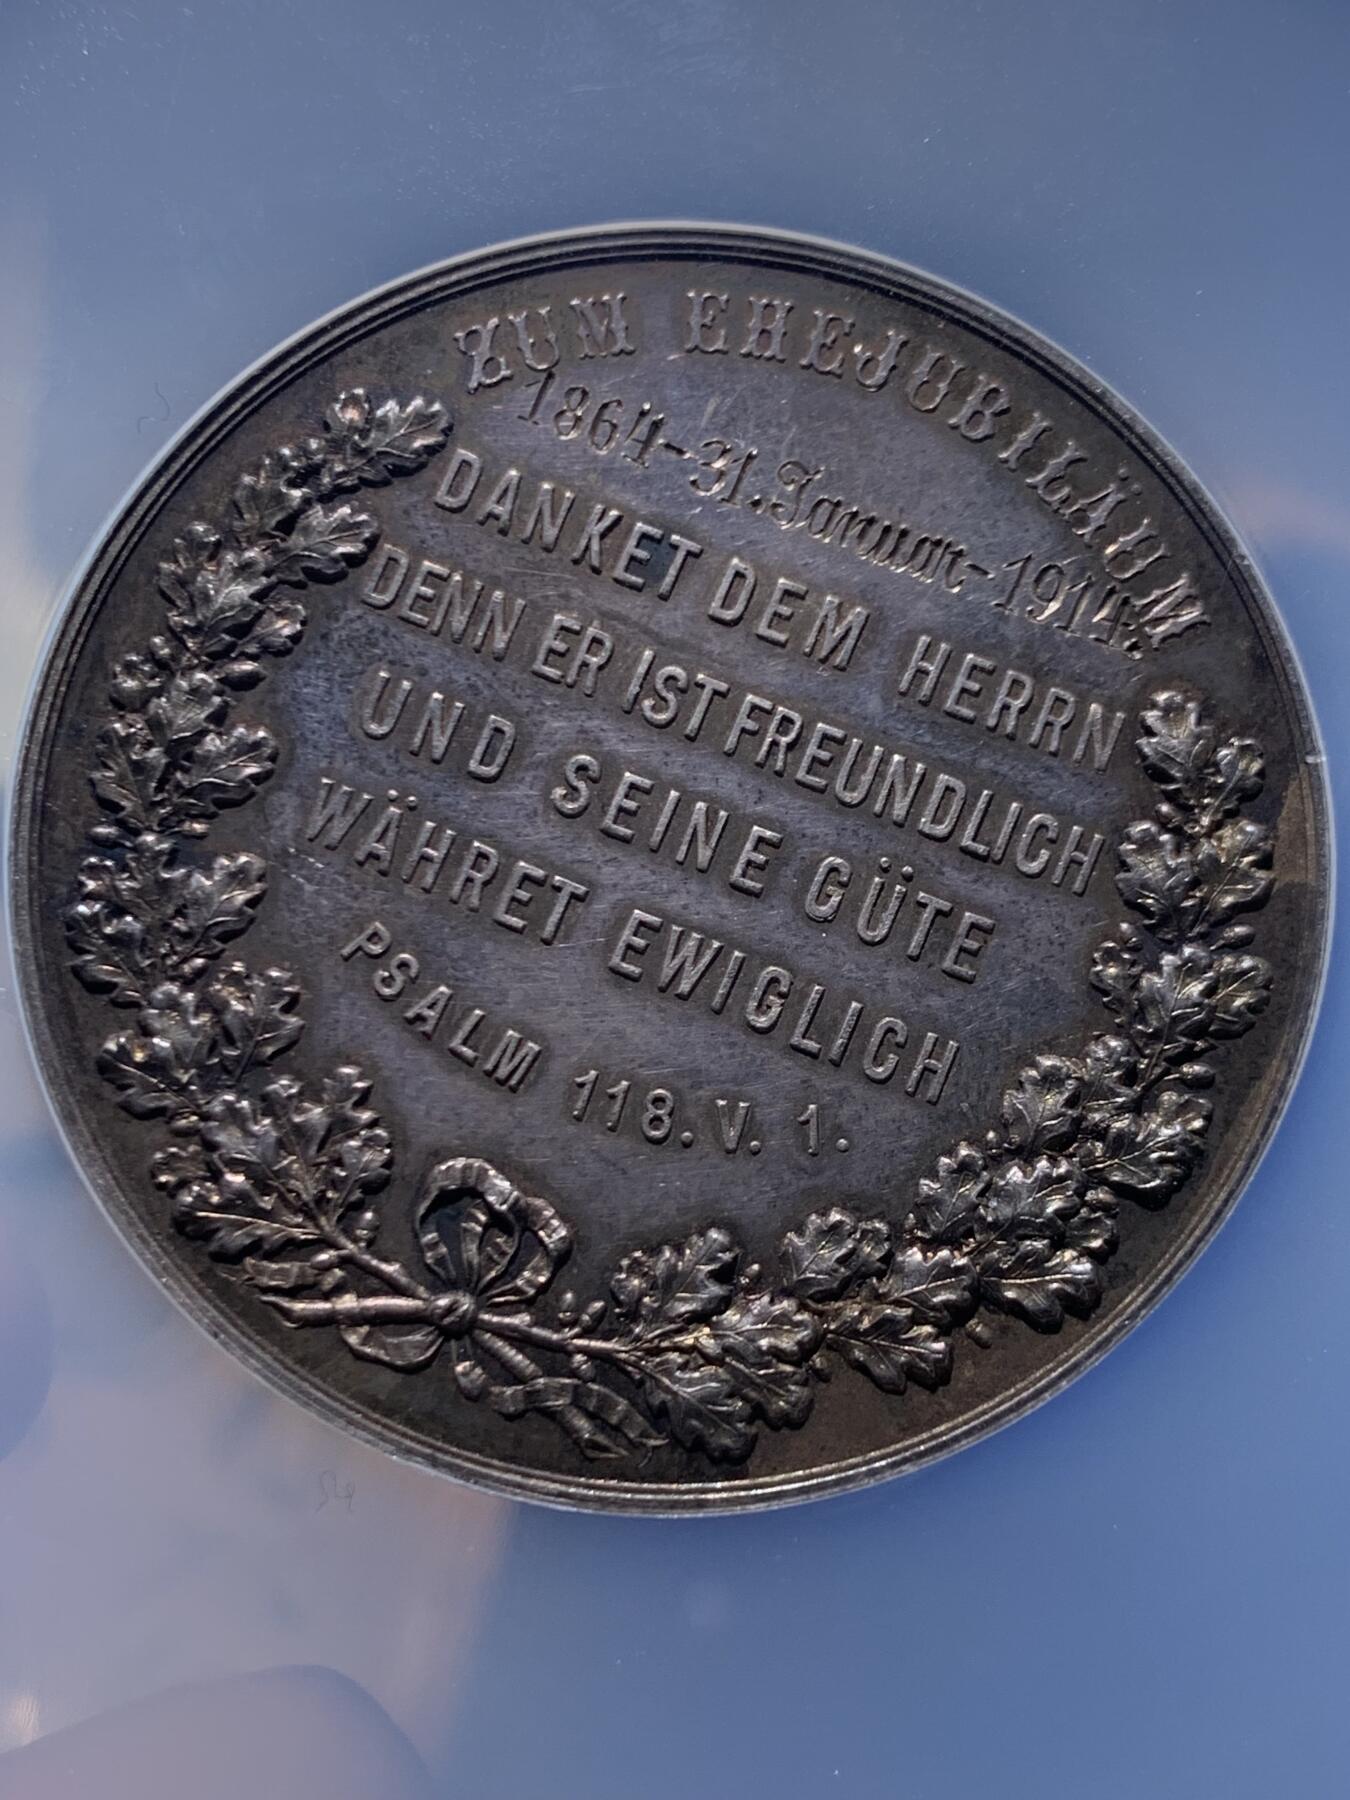 ZUM EHEJUBILÄUM
1864-31. Januar-1914.
DANKET DEM HERRN
DENN ER IST FREUNDLICH
UND SEINE GÜTE
WÄHRET EWIGLICH
PSALM 118. V. 1.